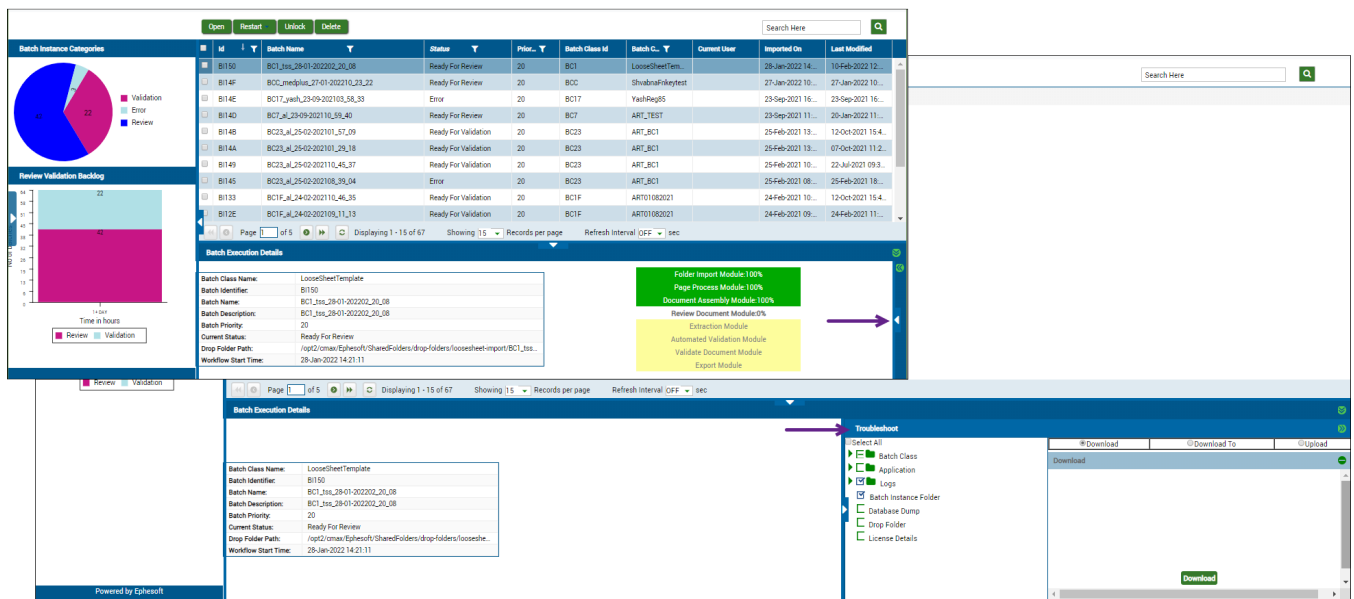 Open Restart Unlock Delete Search Here
Batch Instance Categories
22
Validation
Error
Review
Id Batch Name Status Prior... Batch Class Id Batch C... Current User Imported On Last Modified
BI150 BC1_tss_28-01-202202_20_08 Ready For Review 20 BC1 LooseSheetTem... 28-Jan-2022 14:... 10-Feb-2022 12:...
BI14F BCC_medplus_27-01-202210_23_22 Ready For Review 20 BCC ShvabnaFnkeytest 27-Jan-2022 10:... 27-Jan-2022 10:...
BI14E BC17_yash_23-09-202103_58_33 Error 20 BC17 YashReg85 23-Sep-2021 16:... 23-Sep-2021 16:...
BI14D BC7_al_23-09-202110_59_40 Ready For Review 20 BC7 ART_TEST 23-Sep-2021 11:... 20-Jan-2022 11:...
BI14B BC23_al_25-02-202101_57_09 Ready For Validation 20 BC23 ART_BC1 25-Feb-2021 13:... 12-Oct-2021 15:4...
BI14A BC23_al_25-02-202101_29_18 Ready For Validation 20 BC23 ART_BC1 25-Feb-2021 13:... 07-Oct-2021 11:2...
BI149 BC23_al_25-02-202110_45_37 Ready For Validation 20 BC23 ART_BC1 25-Feb-2021 10:... 22-Jul-2021 09:3...
BI145 BC23_al_25-02-202108_39_04 Error 20 BC23 ART_BC1 25-Feb-2021 08:... 25-Feb-2021 18:...
BI133 BC1F_al_24-02-202110_46_35 Ready For Validation 20 BC1F ART01082021 24-Feb-2021 10:... 12-Oct-2021 15:4...
BI12E BC1F_al_24-02-202109_11_13 Ready For Validation 20 BC1F ART01082021 24-Feb-2021 09:... 24-Feb-2021 11:...
Page 1 of 5 Displaying 1 - 15 of 67 Showing 15 Records per page Refresh Interval OFF sec
Review Validation Backlog
22
42
1+ DAY
Time in hours
Review Validation
Batch Execution Details
Batch Class Name: LooseSheetTemplate
Batch Identifier: BI150
Batch Name: BC1_tss_28-01-202202_20_08
Batch Description: BC1_tss_28-01-202202_20_08
Batch Priority: 20
Current Status: Ready For Review
Drop Folder Path: /opt2/cmax/Ephesoft/SharedFolders/drop-folders/loosesheet-import/BC1_tss...
Workflow Start Time: 28-Jan-2022 14:21:11
Folder Import Module:100%
Page Process Module:100%
Document Assembly Module:100%
Review Document Module:0%
Extraction Module
Automated Validation Module
Validate Document Module
Export Module
Search Here
Review Validation
Page 1 of 5 Displaying 1 - 15 of 67 Showing 15 Records per page Refresh Interval OFF sec
Batch Execution Details
Batch Class Name: LooseSheetTemplate
Batch Identifier: BI150
Batch Name: BC1_tss_28-01-202202_20_08
Batch Description: BC1_tss_28-01-202202_20_08
Batch Priority: 20
Current Status: Ready For Review
Drop Folder Path: /opt2/cmax/Ephesoft/SharedFolders/drop-folders/looseshe...
Workflow Start Time: 28-Jan-2022 14:21:11
Troubleshoot
Select All
Batch Class
Application
Logs
Batch Instance Folder
Database Dump
Drop Folder
License Details
Download Download To Upload
Download
Download
Powered by Ephesoft